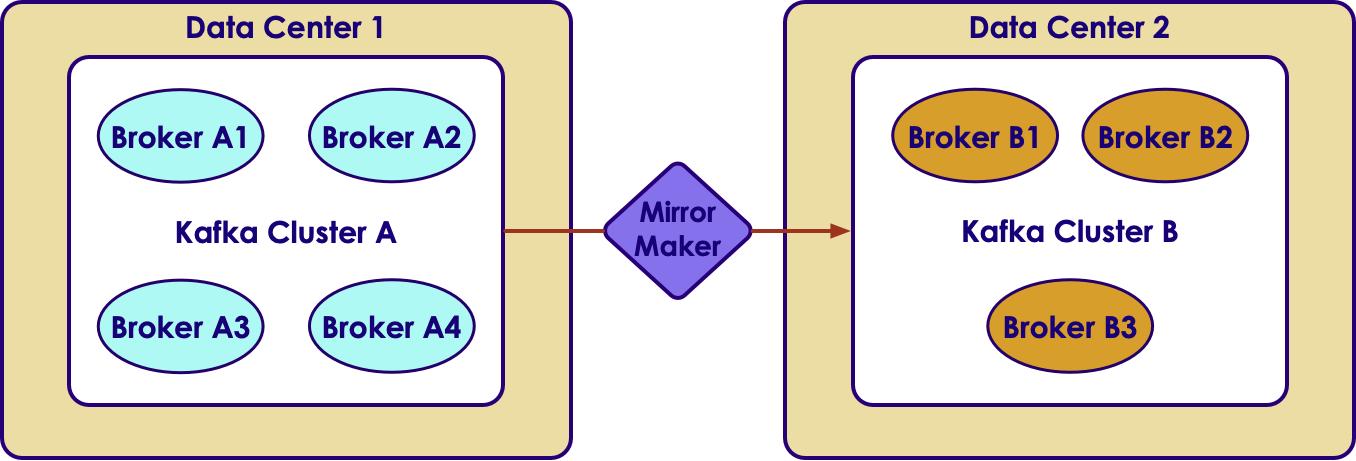 Data Center 1
Broker A1
Broker A2
Kafka Cluster A
Broker A3
Broker A4
Mirror
Maker
Data Center 2
Broker B1
Broker B2
Kafka Cluster B
Broker B3